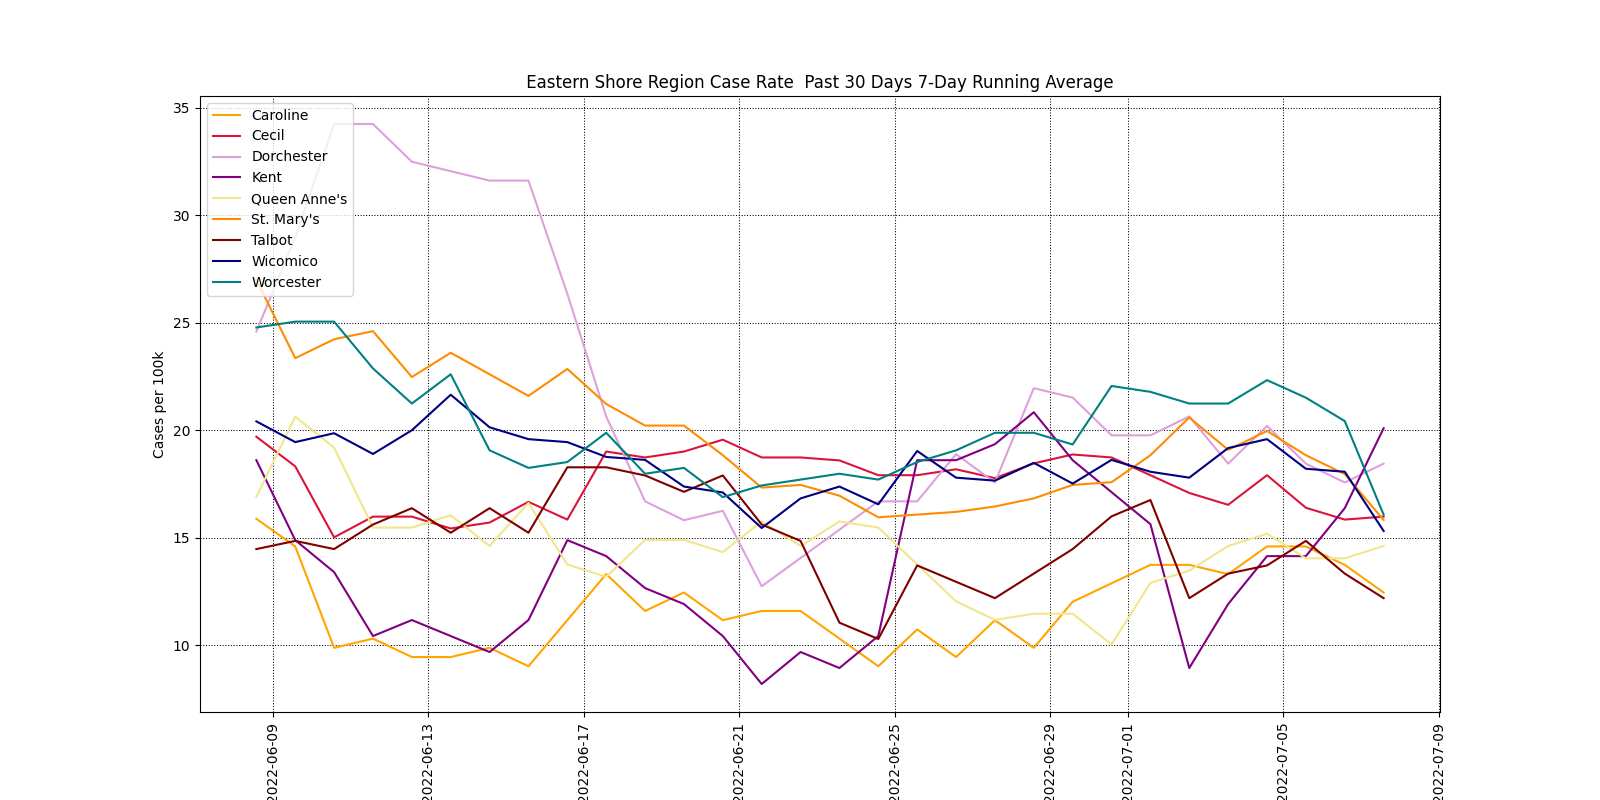 Eastern Shore Region Case Rate  Past 30 Days 7-Day Running Average
Cases per 100k
35
30
25
20
15
10
Caroline
Cecil
Dorchester
Kent
Queen Anne's
St. Mary's
Talbot
Wicomico
Worcester
2022-06-09
2022-06-13
2022-06-17
2022-06-21
2022-06-25
2022-06-29
2022-07-01
2022-07-05
2022-07-09